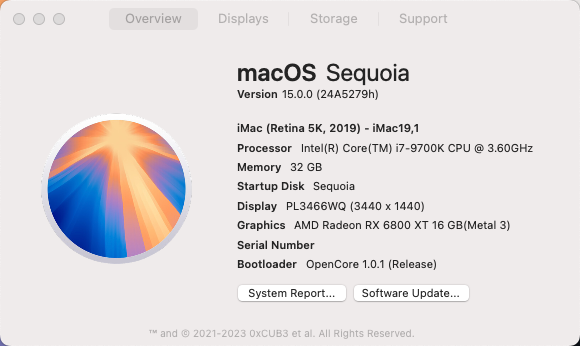 Overview Displays Storage Support
macOS Sequoia
Version 15.0.0 (24A5279h)
iMac (Retina 5K, 2019) - iMac19,1
Processor Intel(R) Core(TM) i7-9700K CPU @ 3.60GHz
Memory 32 GB
Startup Disk Sequoia
Display PL3466WQ (3440 x 1440)
Graphics AMD Radeon RX 6800 XT 16 GB(Metal 3)
Serial Number
Bootloader OpenCore 1.0.1 (Release)
System Report... Software Update...
™ and © 2021-2023 0xCUB3 et al. All Rights Reserved.